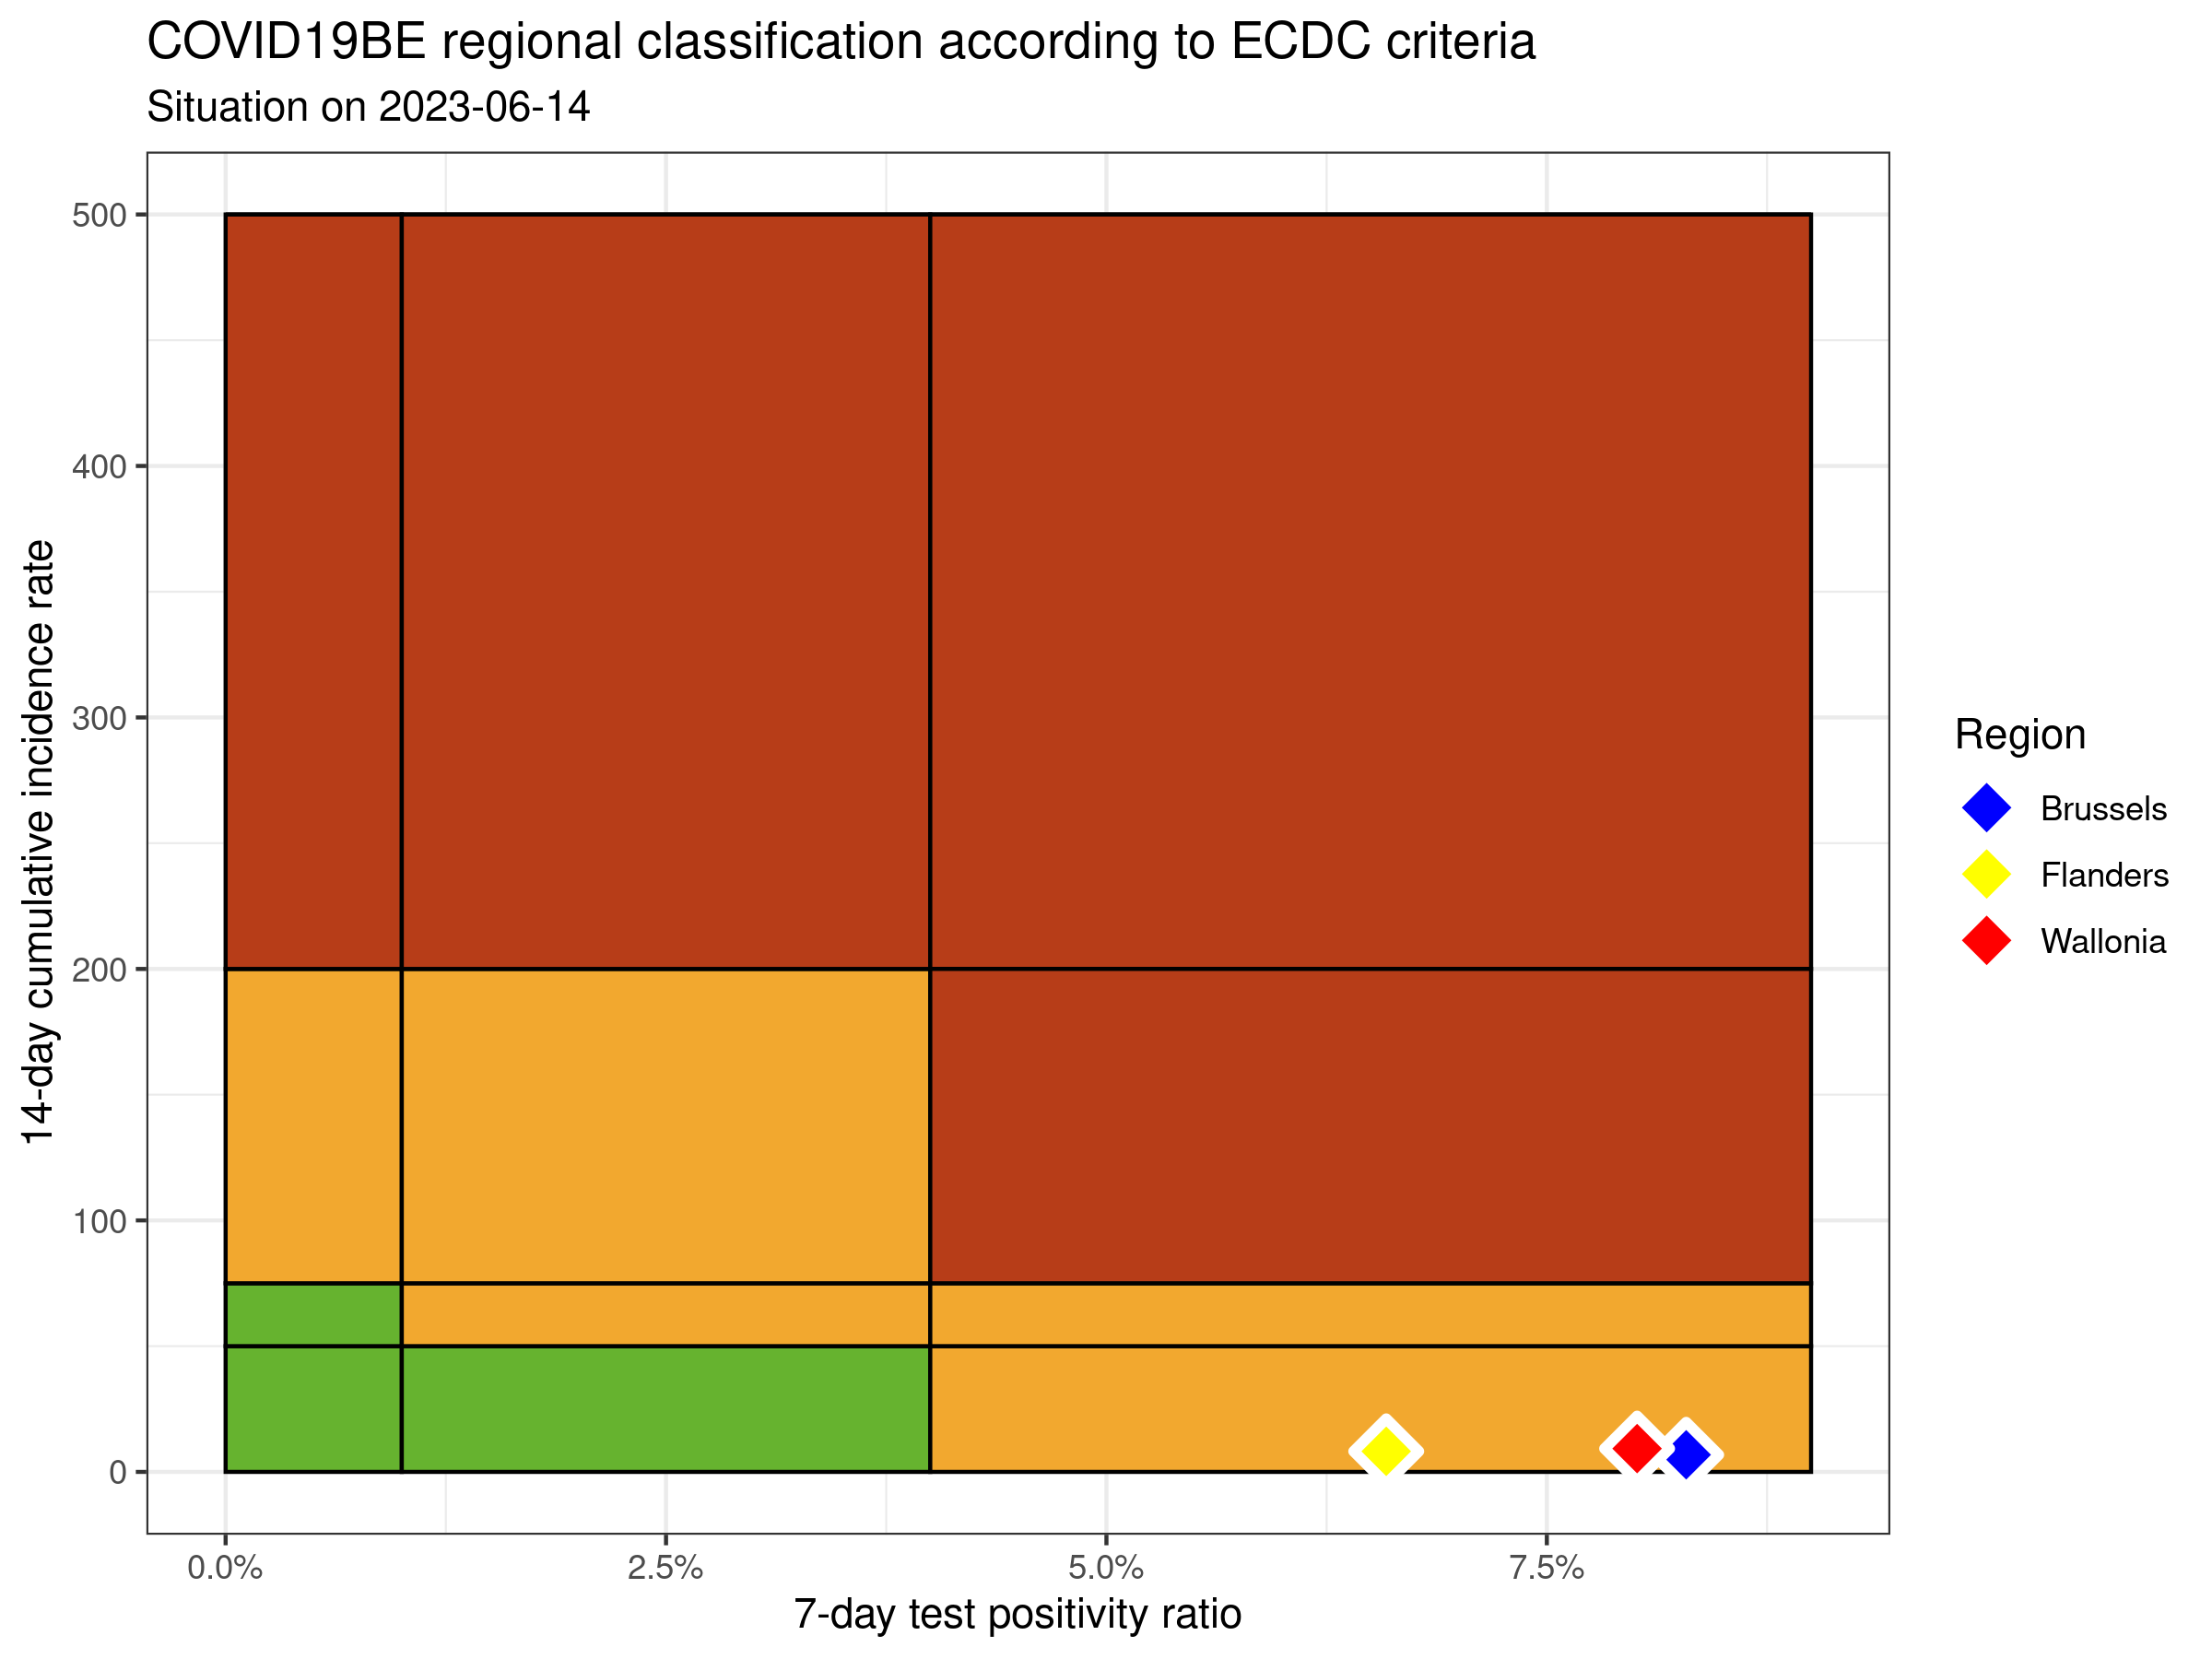 COVID19BE regional classification according to ECDC criteria
Situation on 2023-06-14
14-day cumulative incidence rate
500
400
300
200
100
0
0.0%
2.5%
5.0%
7.5%
7-day test positivity ratio
Region
Brussels
Flanders
Wallonia